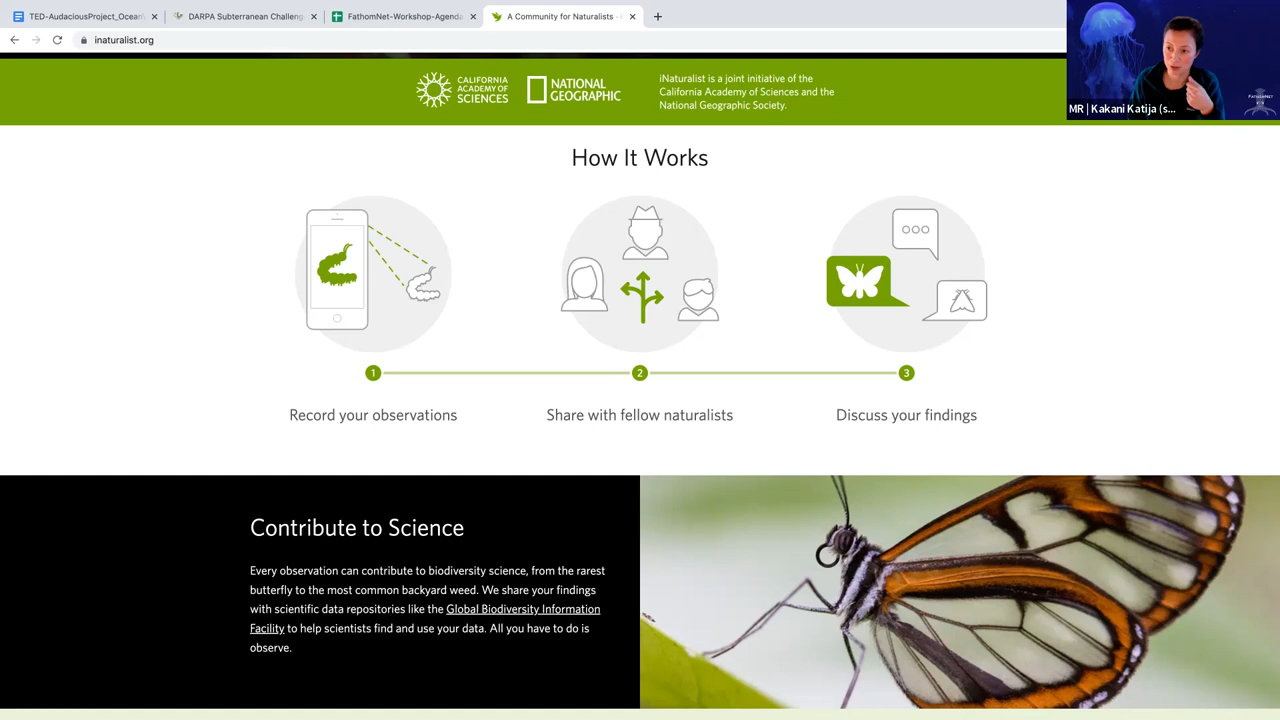 TED-AudaciousProject_Ocean
DARPA Subterranean Challeng
FathomNet-Workshop-Agenda
A Community for Naturalists ·
inaturalist.org
CALIFORNIA
ACADEMY OF
SCIENCES
NATIONAL
GEOGRAPHIC
iNaturalist is a joint initiative of the
California Academy of Sciences and the
National Geographic Society.
MR | Kakani Katija (s...
FATHOMNET
How It Works
1
2
3
Record your observations
Share with fellow naturalists
Discuss your findings
Contribute to Science
Every observation can contribute to biodiversity science, from the rarest
butterfly to the most common backyard weed. We share your findings
with scientific data repositories like the Global Biodiversity Information
Facility to help scientists find and use your data. All you have to do is
observe.